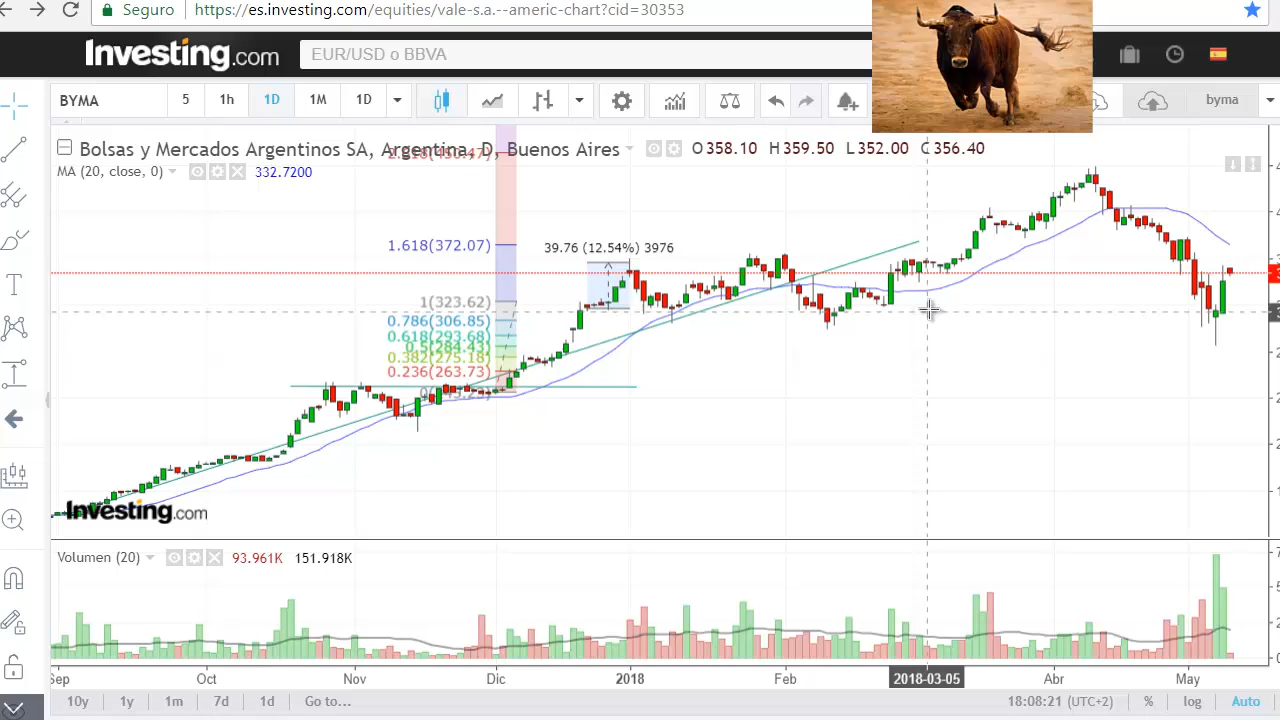 Seguro
https://es.investing.com/equities/vale-s.a.--americ-chart?cid=30353
Investing.com
EUR/USD o BBVA
BYMA
5
1h
1D
1M
1D
byma
Bolsas y Mercados Argentinos SA, Argentina, D, Buenos Aires
O358.10 H359.50 L352.00 C356.40
MA (20, close, 0)
332.7200
1.618(372.07)
39.76 (12.54%) 3976
1(323.62)
0.786(306.85)
0.618(293.68)
0.5(284.43)
0.382(275.18)
0.236(263.73)
Investing.com
Volumen (20)
93.961K
151.918K
Sep
Oct
Nov
Dic
2018
Feb
2018-03-05
Abr
May
10y
1y
1m
7d
1d
Go to...
18:08:21 (UTC+2)
%
log
Auto